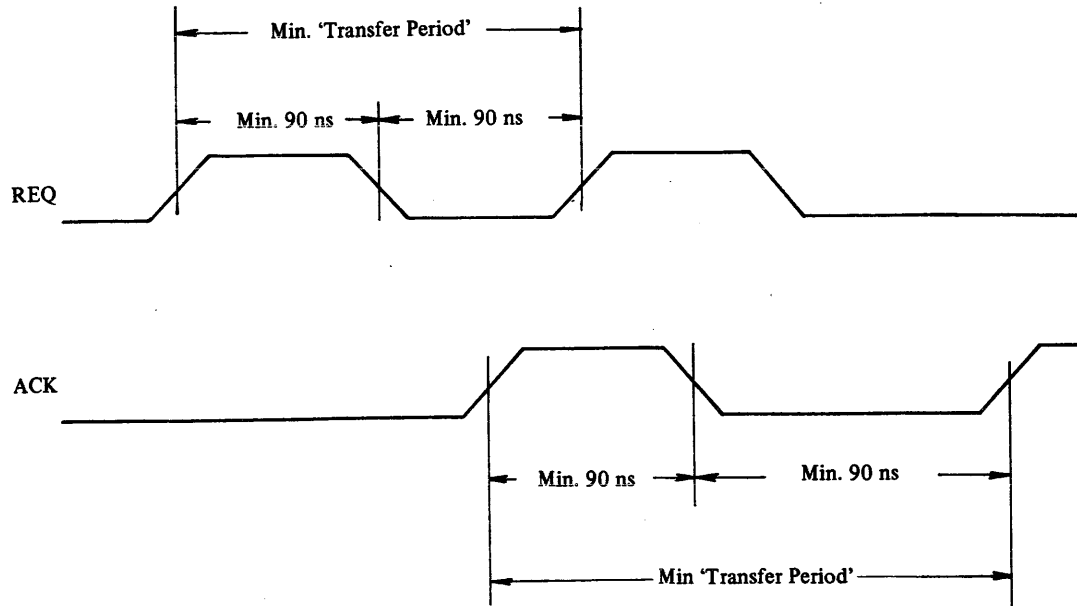 Min. 'Transfer Period'
Min. 90 ns
Min. 90 ns
REQ
ACK
Min. 90 ns
Min. 90 ns
Min 'Transfer Period'